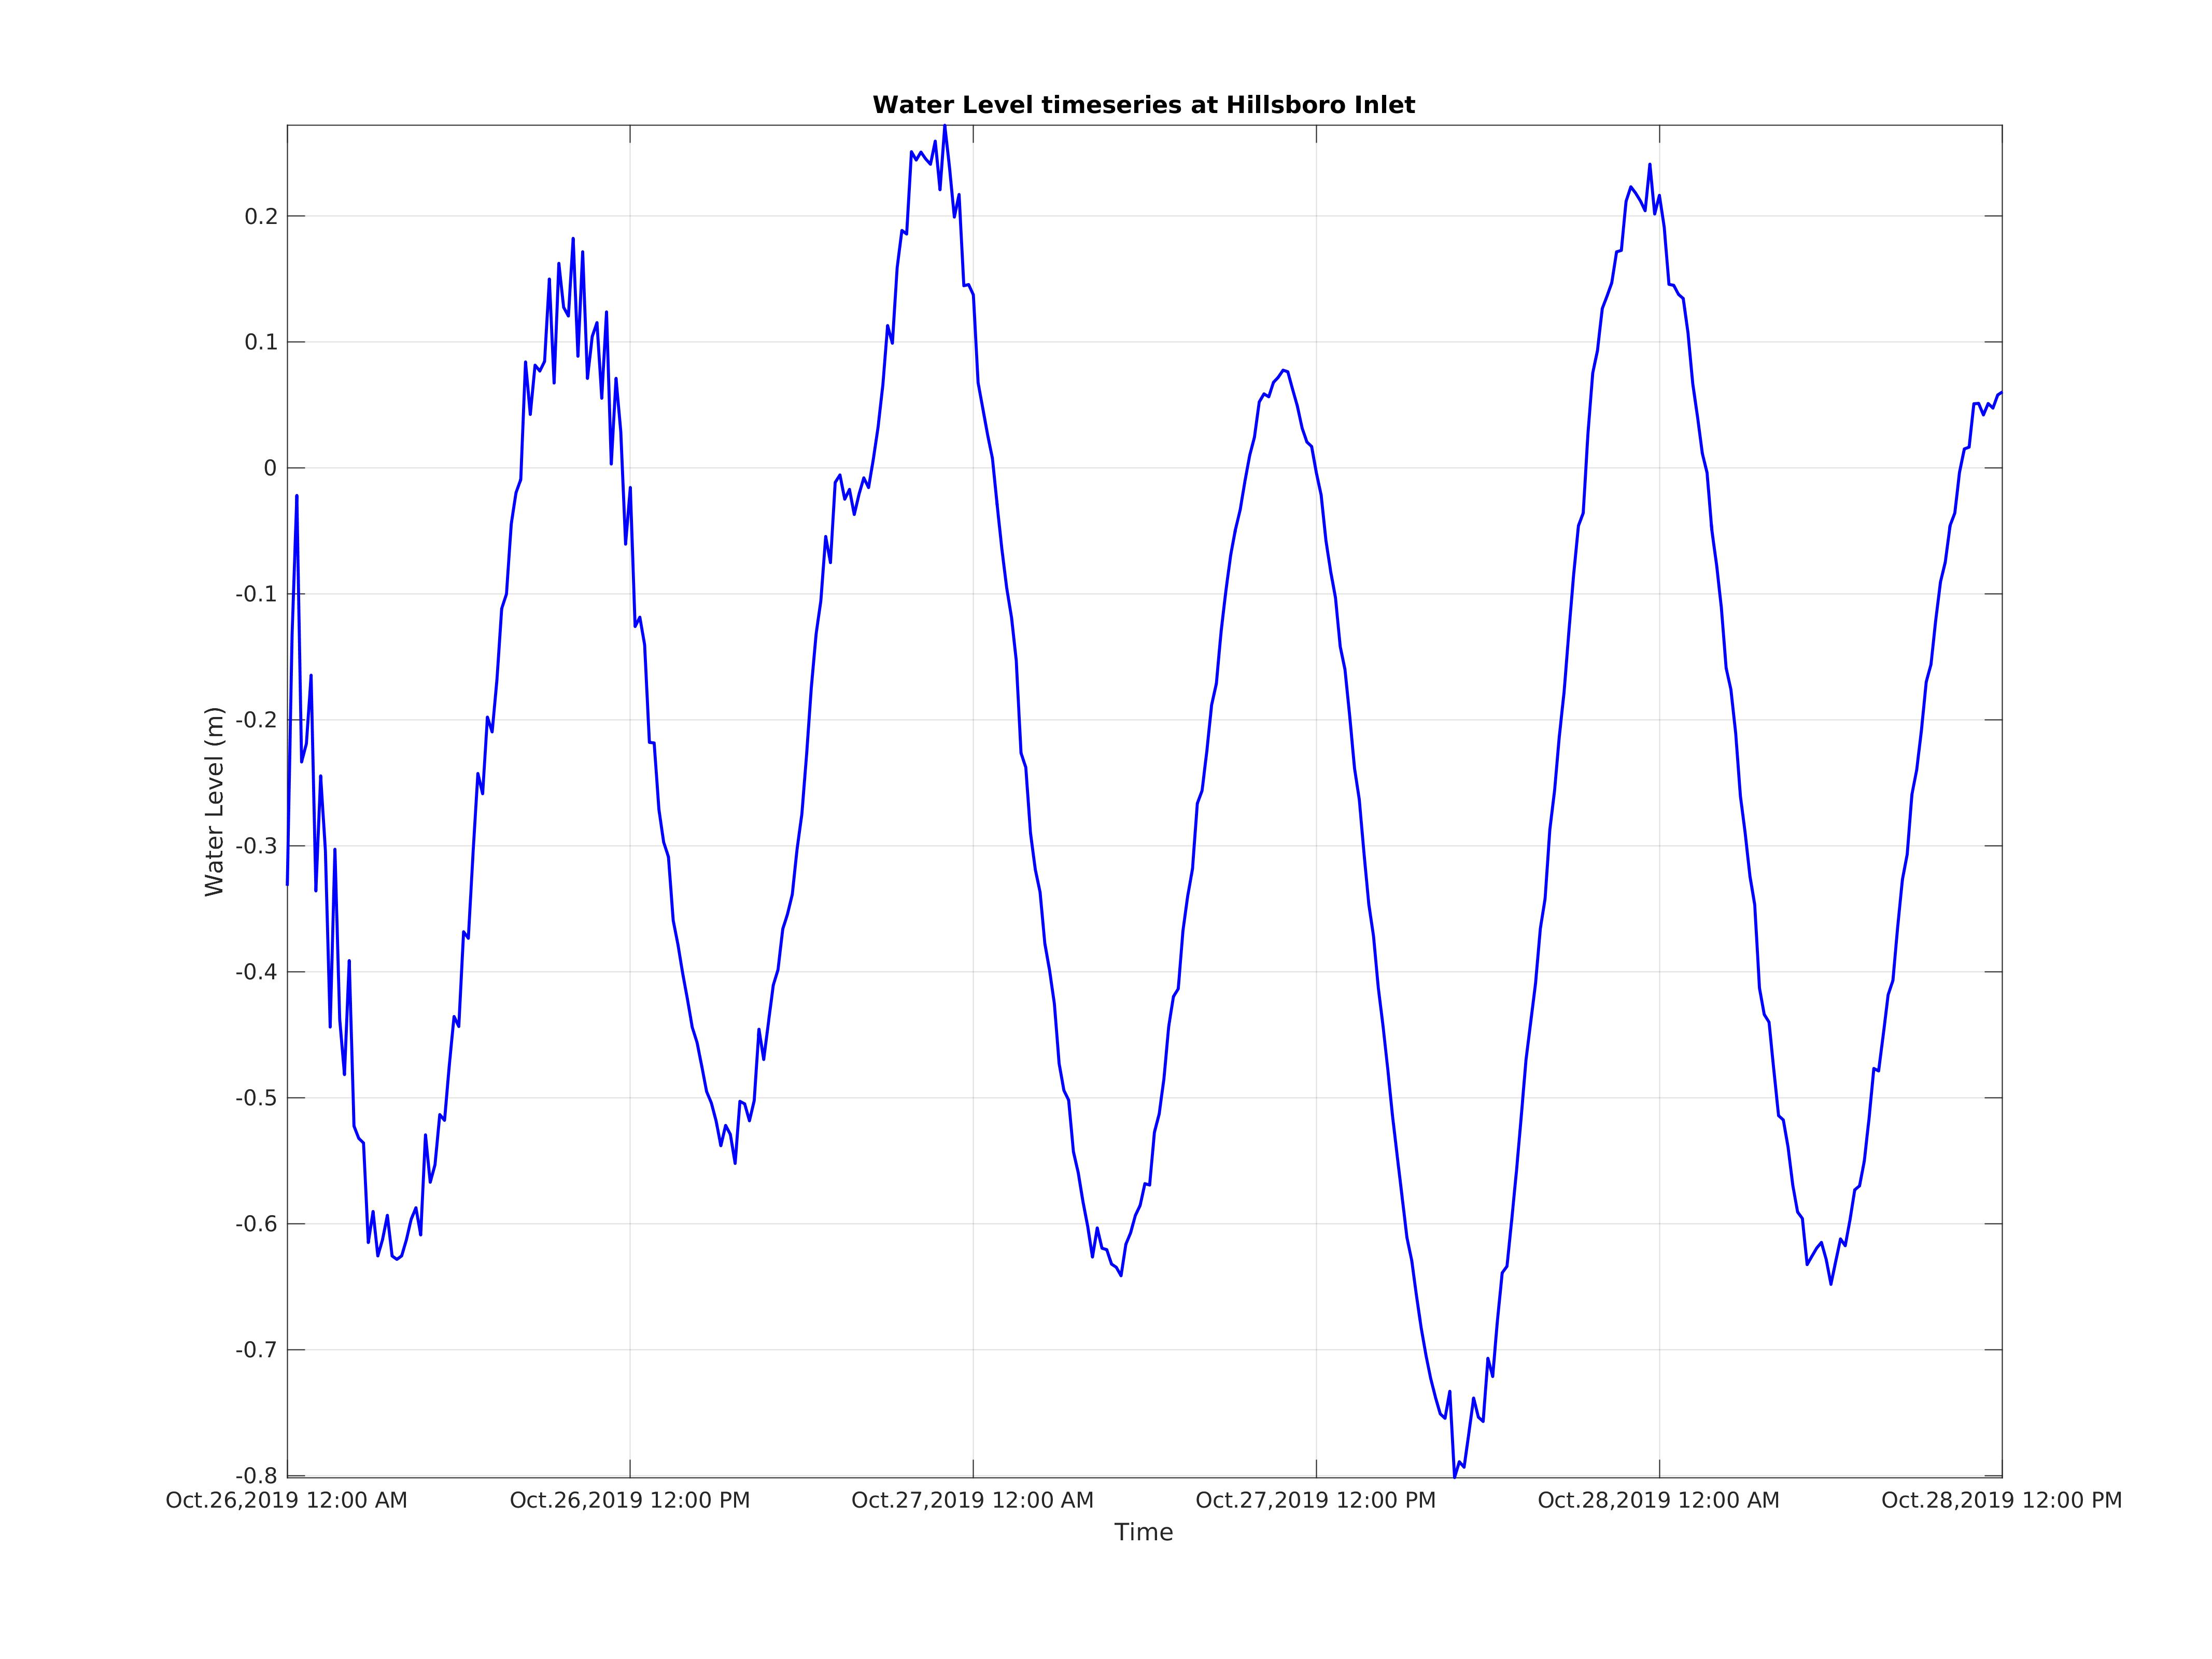 Water Level timeseries at Hillsboro Inlet
0.2
0.1
0
-0.1
-0.2
-0.3
-0.4
-0.5
-0.6
-0.7
-0.8
Water Level (m)
Oct.26,2019 12:00 AM
Oct.26,2019 12:00 PM
Oct.27,2019 12:00 AM
Oct.27,2019 12:00 PM
Oct.28,2019 12:00 AM
Oct.28,2019 12:00 PM
Time